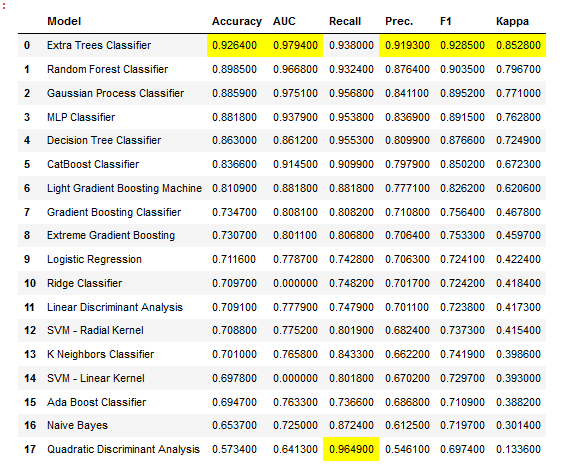 :
Model Accuracy AUC Recall Prec. F1 Kappa
0 Extra Trees Classifier 0.926400 0.979400 0.938000 0.919300 0.928500 0.852800
1 Random Forest Classifier 0.898500 0.966800 0.932400 0.876400 0.903500 0.796700
2 Gaussian Process Classifier 0.885900 0.975100 0.956800 0.841100 0.895200 0.771000
3 MLP Classifier 0.881800 0.937900 0.953800 0.836900 0.891500 0.762800
4 Decision Tree Classifier 0.863000 0.861200 0.955300 0.809900 0.876600 0.724900
5 CatBoost Classifier 0.836600 0.914500 0.909900 0.797900 0.850200 0.672300
6 Light Gradient Boosting Machine 0.810900 0.881800 0.881800 0.777100 0.826200 0.620600
7 Gradient Boosting Classifier 0.734700 0.808100 0.808200 0.710800 0.756400 0.467800
8 Extreme Gradient Boosting 0.730700 0.801100 0.806800 0.706400 0.753300 0.459700
9 Logistic Regression 0.711600 0.778700 0.742800 0.706300 0.724100 0.422400
10 Ridge Classifier 0.709700 0.000000 0.748200 0.701700 0.724200 0.418400
11 Linear Discriminant Analysis 0.709100 0.777900 0.747900 0.701100 0.723800 0.417300
12 SVM - Radial Kernel 0.708800 0.775200 0.801900 0.682400 0.737300 0.415400
13 K Neighbors Classifier 0.701000 0.765800 0.843300 0.662200 0.741900 0.398600
14 SVM - Linear Kernel 0.697800 0.000000 0.801800 0.670200 0.729700 0.393000
15 Ada Boost Classifier 0.694700 0.763300 0.736600 0.686800 0.710900 0.388200
16 Naive Bayes 0.653700 0.725000 0.872400 0.612500 0.719700 0.301400
17 Quadratic Discriminant Analysis 0.573400 0.641300 0.964900 0.546100 0.697400 0.133600